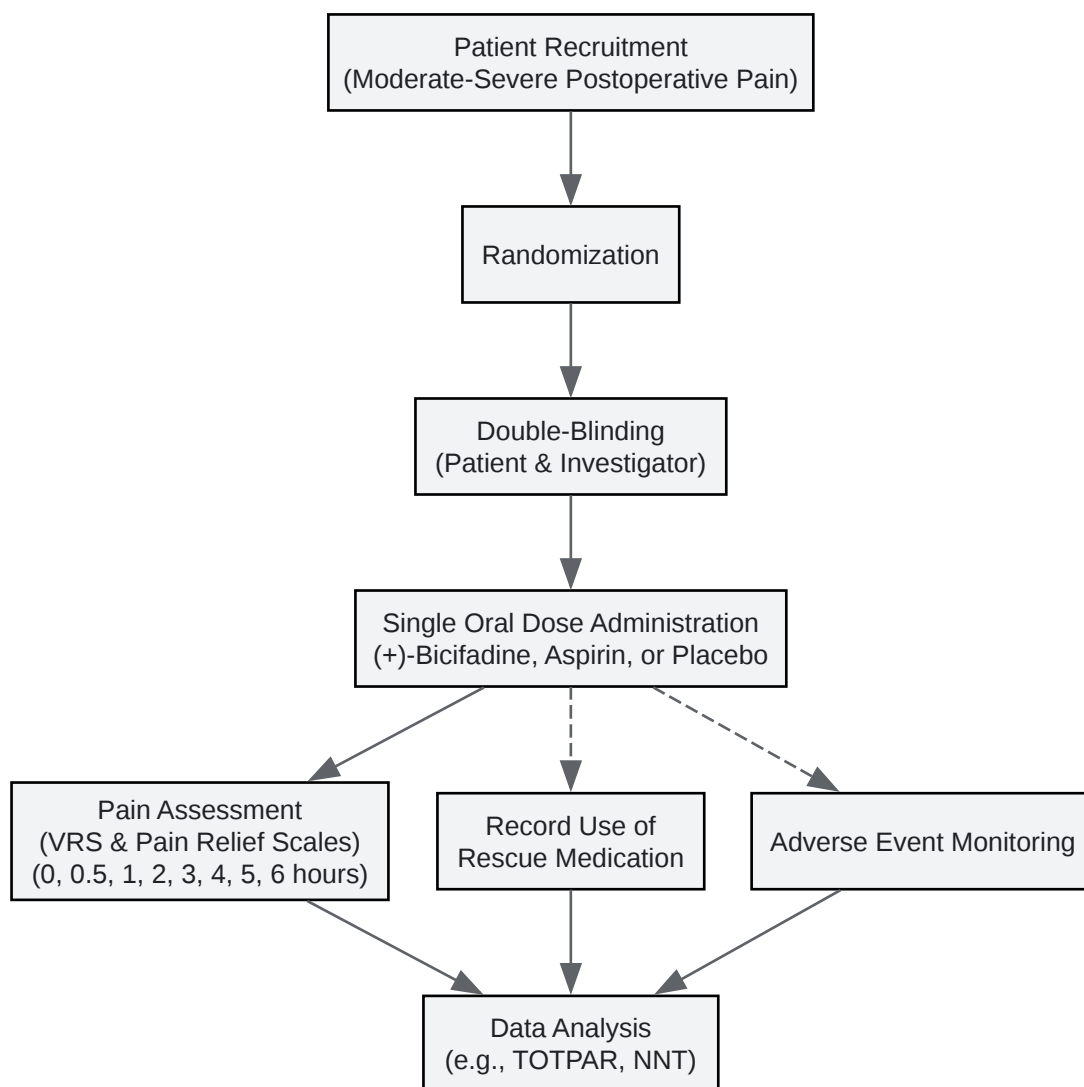 Patient Recruitment
(Moderate-Severe Postoperative Pain)
Randomization
Double-Blinding
(Patient & Investigator)
Single Oral Dose Administration
(+)-Bicifadine, Aspirin, or Placebo
Pain Assessment
(VRS & Pain Relief Scales)
(0, 0.5, 1, 2, 3, 4, 5, 6 hours)
Record Use of
Rescue Medication
Adverse Event Monitoring
Data Analysis
(e.g., TOTPAR, NNT)